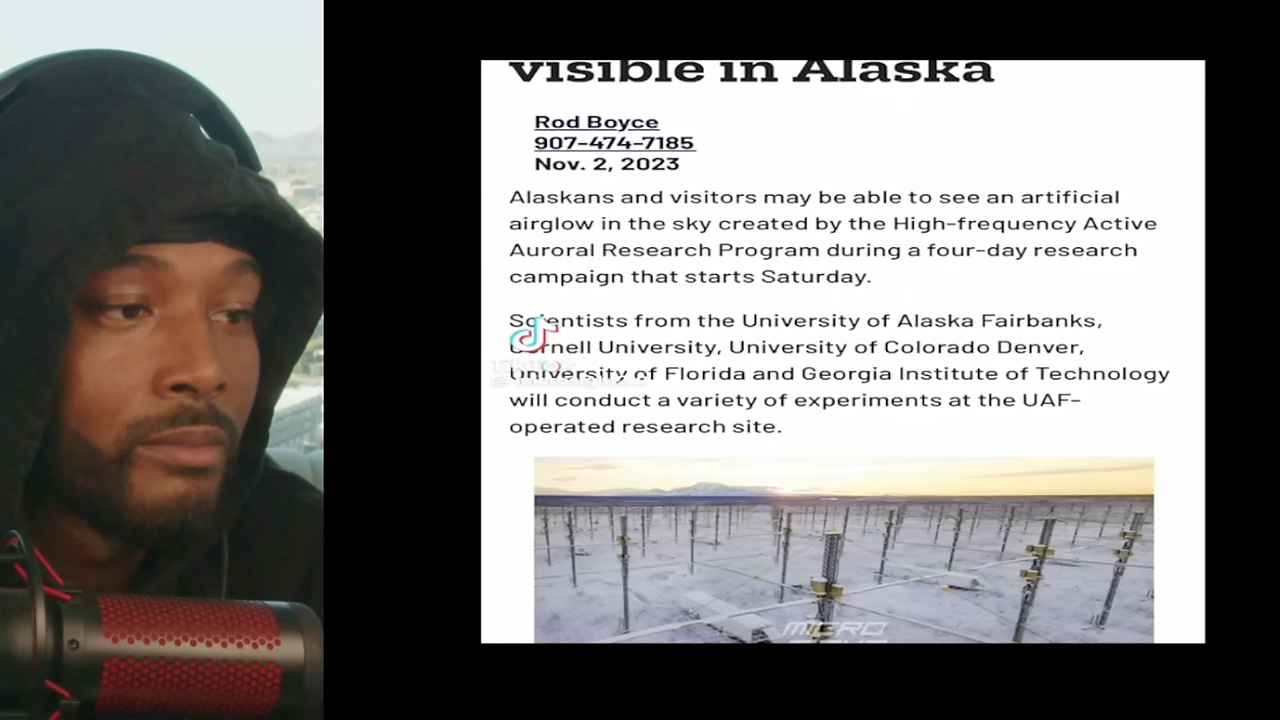 visible in Alaska
Rod Boyce
907-474-7185
Nov. 2, 2023
Alaskans and visitors may be able to see an artificial
airglow in the sky created by the High-frequency Active
Auroral Research Program during a four-day research
campaign that starts Saturday.
Scientists from the University of Alaska Fairbanks,
Cornell University, University of Colorado Denver,
University of Florida and Georgia Institute of Technology
will conduct a variety of experiments at the UAF-
operated research site.
TikTok
MICRO